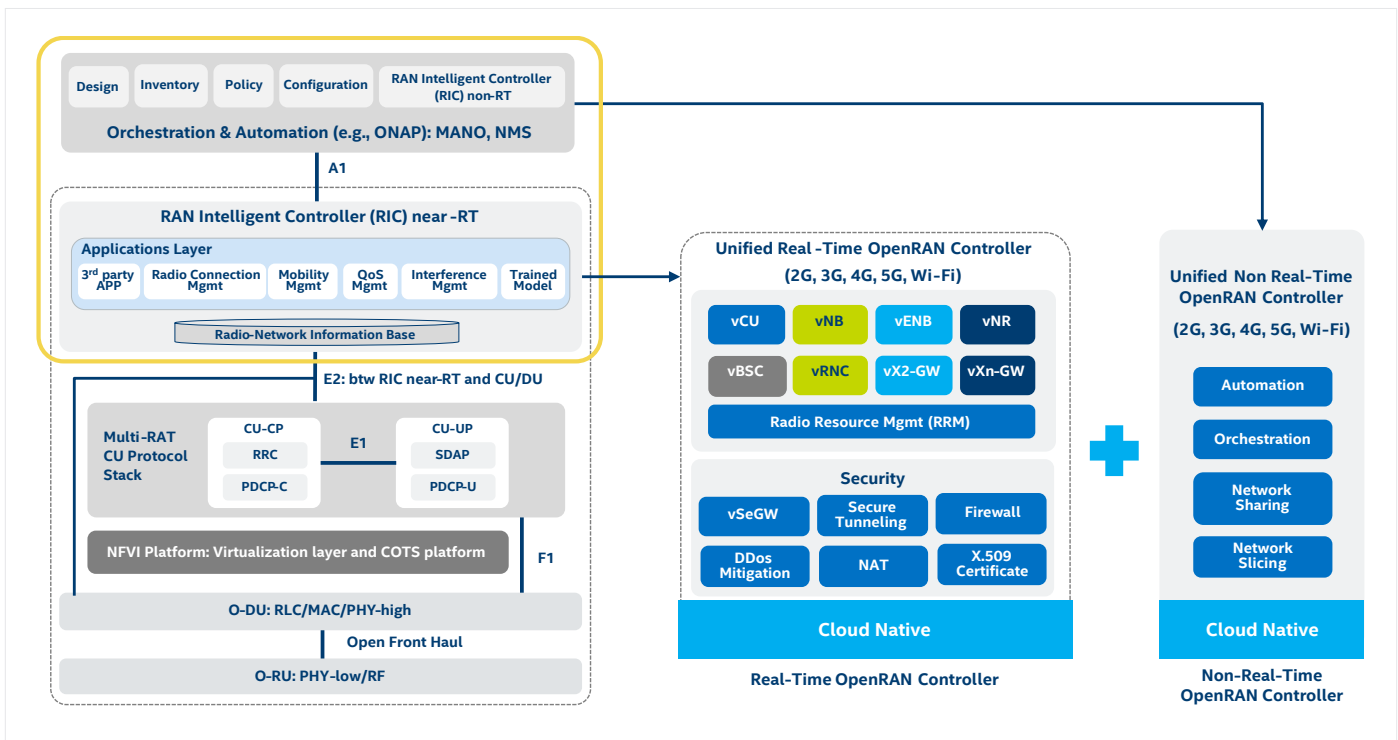 Design
Inventory
Policy
Configuration
RAN Intelligent Controller
(RIC) non-RT
Orchestration & Automation (e.g., ONAP): MANO, NMS
A1
RAN Intelligent Controller (RIC) near-RT
Applications Layer
3rd party
APP
Radio Connection
Mgmt
Mobility
Mgmt
QoS
Mgmt
Interference
Mgmt
Trained
Model
Radio-Network Information Base
E2: btw RIC near-RT and CU/DU
Multi-RAT
CU Protocol
Stack
CU-CP
RRC
PDCP-C
E1
CU-UP
SDAP
PDCP-U
NFVI Platform: Virtualization layer and COTS platform
F1
O-DU: RLC/MAC/PHY-high
Open Front Haul
O-RU: PHY-low/RF
Unified Real-Time OpenRAN Controller
(2G, 3G, 4G, 5G, Wi-Fi)
vCU
vNB
vENB
vNR
vBSC
vRNC
vX2-GW
vXn-GW
Radio Resource Mgmt (RRM)
Security
vSeGW
Secure
Tunneling
Firewall
DDos
Mitigation
NAT
X.509
Certificate
Cloud Native
Real-Time OpenRAN Controller
Unified Non Real-Time
OpenRAN Controller
(2G, 3G, 4G, 5G, Wi-Fi)
Automation
Orchestration
Network
Sharing
Network
Slicing
Cloud Native
Non-Real-Time
OpenRAN Controller